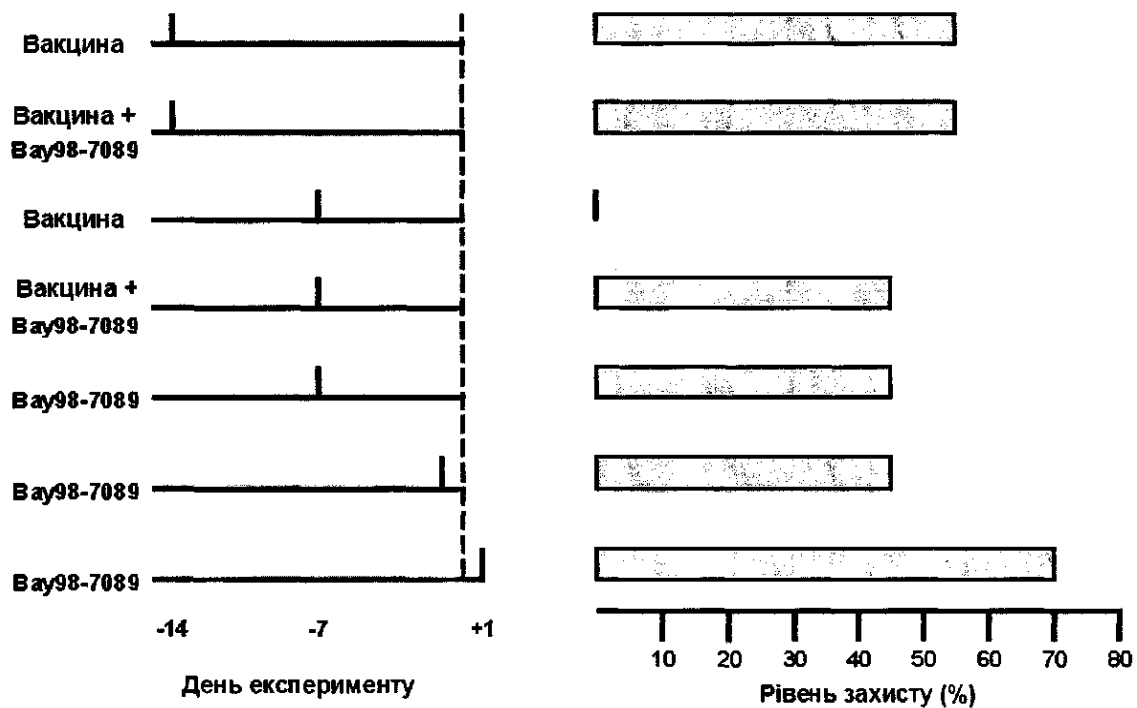 Вакцина
Вакцина +
Bay98-7089
Вакцина
Вакцина +
Bay98-7089
Bay98-7089
Bay98-7089
Bay98-7089
-14 -7 +1
День експерименту
10 20 30 40 50 60 70 80
Рівень захисту (%)